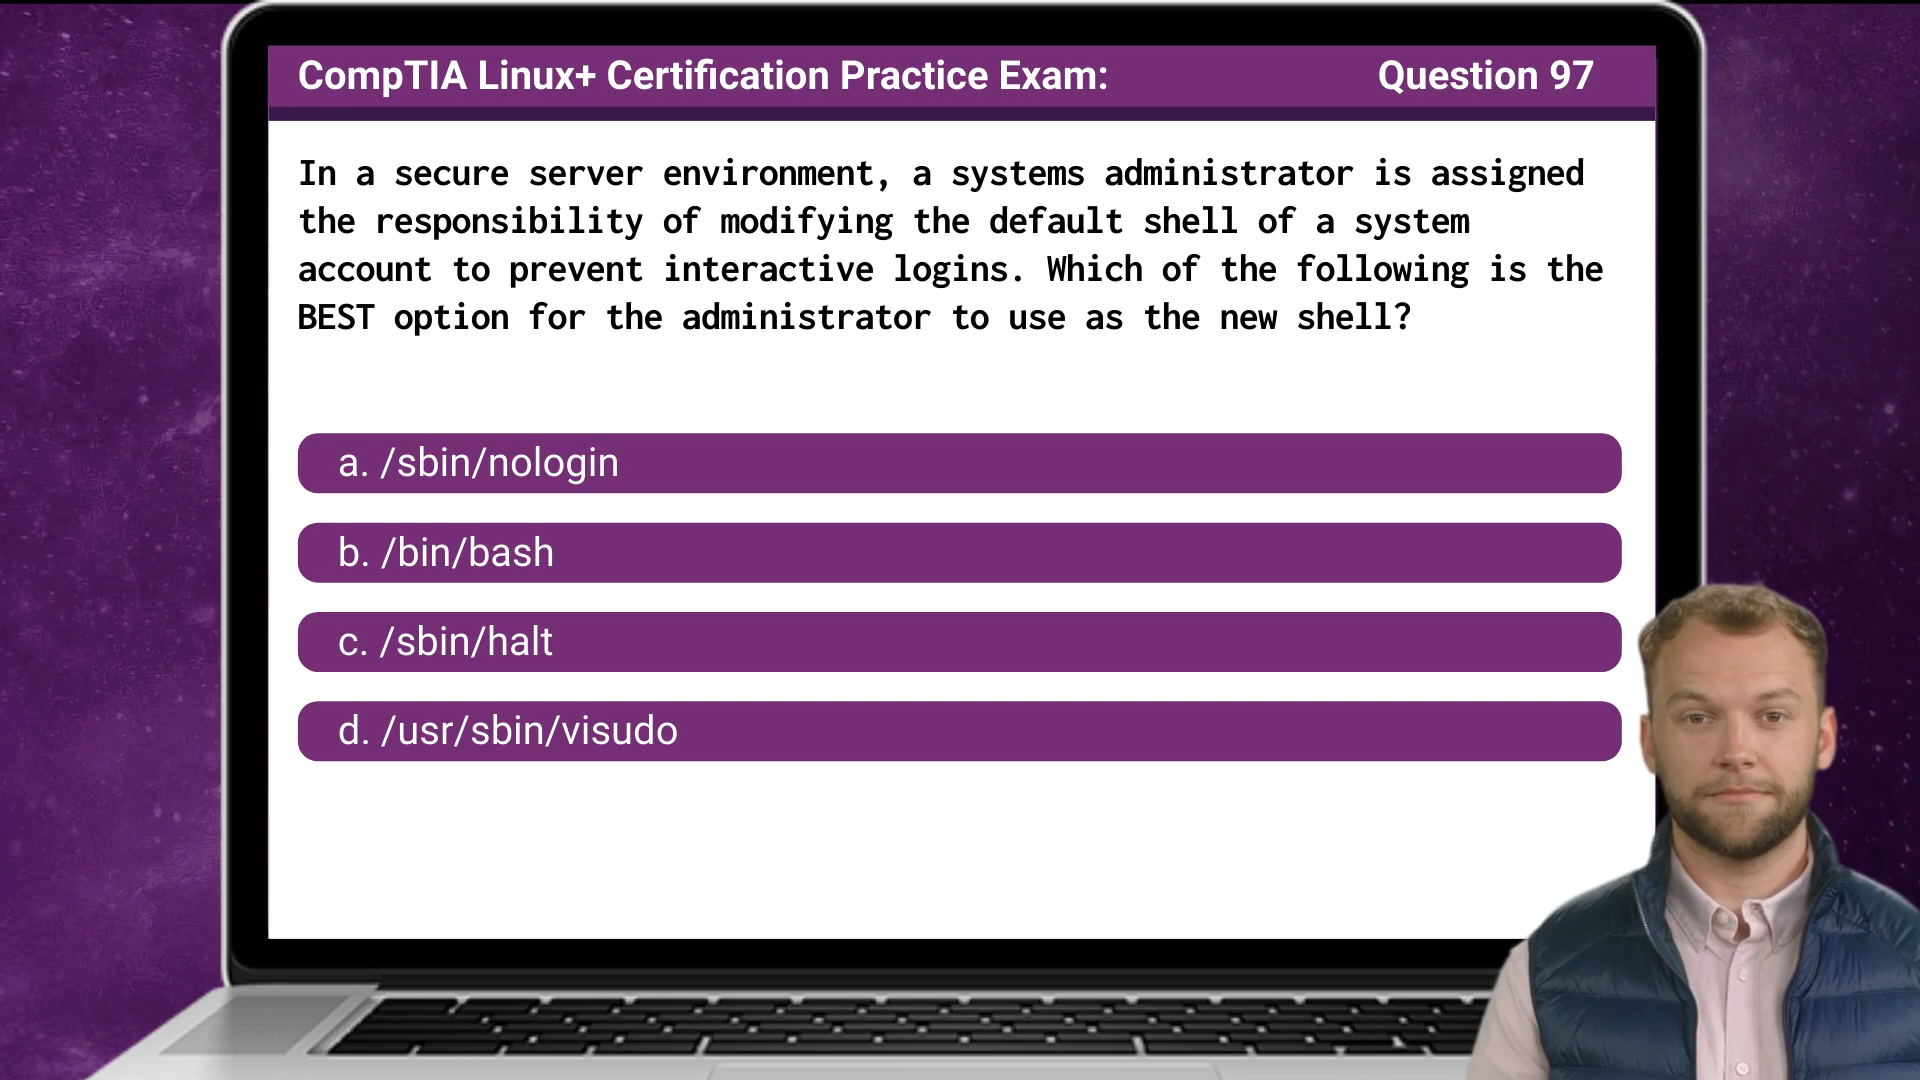 CompTIA Linux+ Certification Practice Exam: Question 97
In a secure server environment, a systems administrator is assigned
the responsibility of modifying the default shell of a system
account to prevent interactive logins. Which of the following is the
BEST option for the administrator to use as the new shell?
a. /sbin/nologin
b. /bin/bash
c. /sbin/halt
d. /usr/sbin/visudo